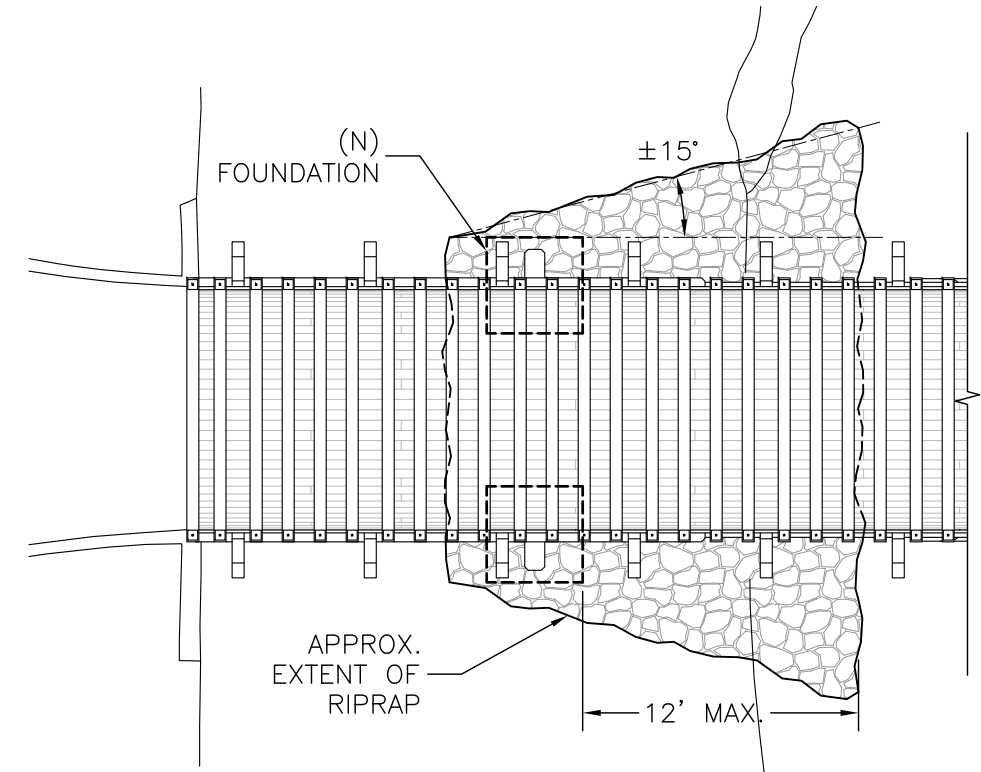 (N)
FOUNDATION
±15°
APPROX.
EXTENT OF
RIPRAP
12' MAX.